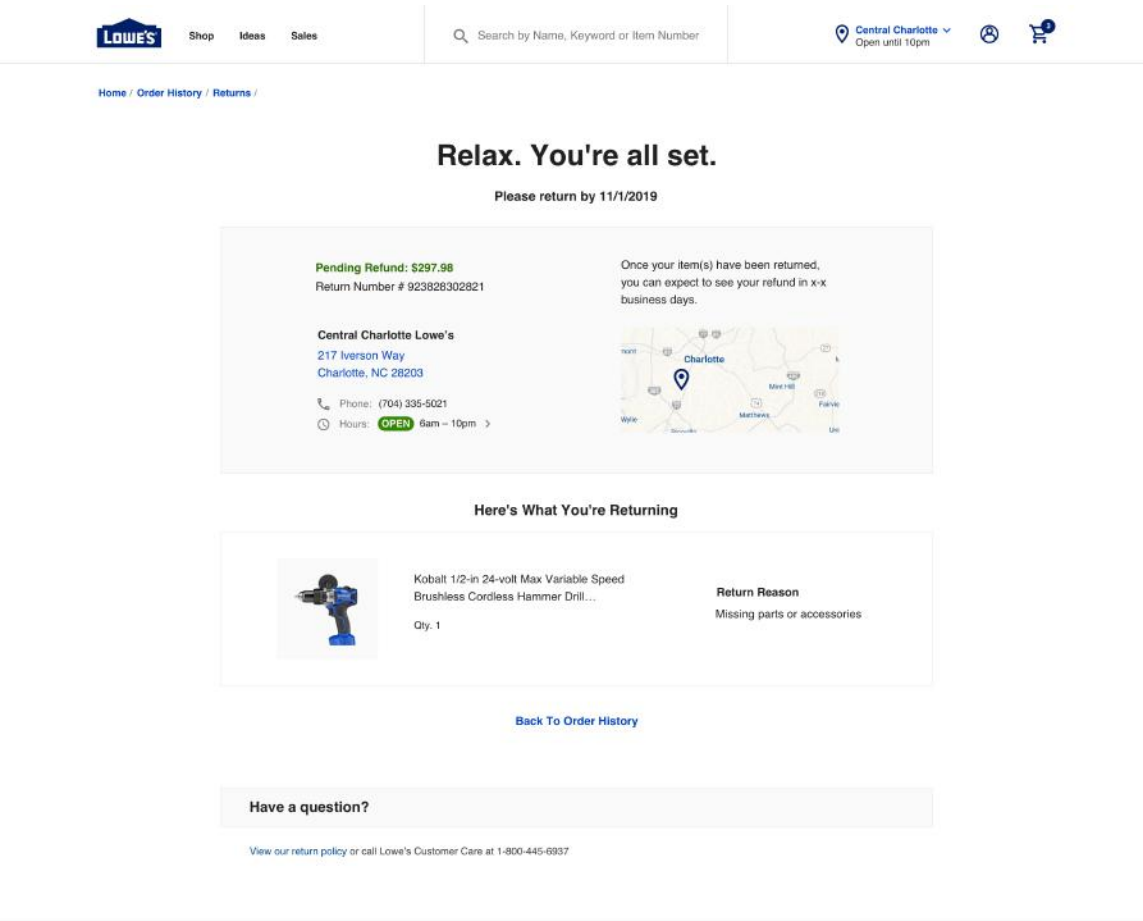 LOWE'S
Shop Ideas Sales
Search by Name, Keyword or Item Number
Central Charlotte
Open until 10pm
3
Home / Order History / Returns /
Relax. You're all set.
Please return by 11/1/2019
Pending Refund: $297.98
Return Number # 923828302821
Central Charlotte Lowe's
217 Iverson Way
Charlotte, NC 28203
Phone: (704) 335-5021
Hours: OPEN 6am – 10pm
Once your item(s) have been returned,
you can expect to see your refund in x-x
business days.
mont
Charlotte
Mint Hill
74
Matthews
Fairvie
Wylie
Here's What You're Returning
Kobalt 1/2-in 24-volt Max Variable Speed
Brushless Cordless Hammer Drill...
Qty. 1
Return Reason
Missing parts or accessories
Back To Order History
Have a question?
View our return policy or call Lowe's Customer Care at 1-800-445-6937